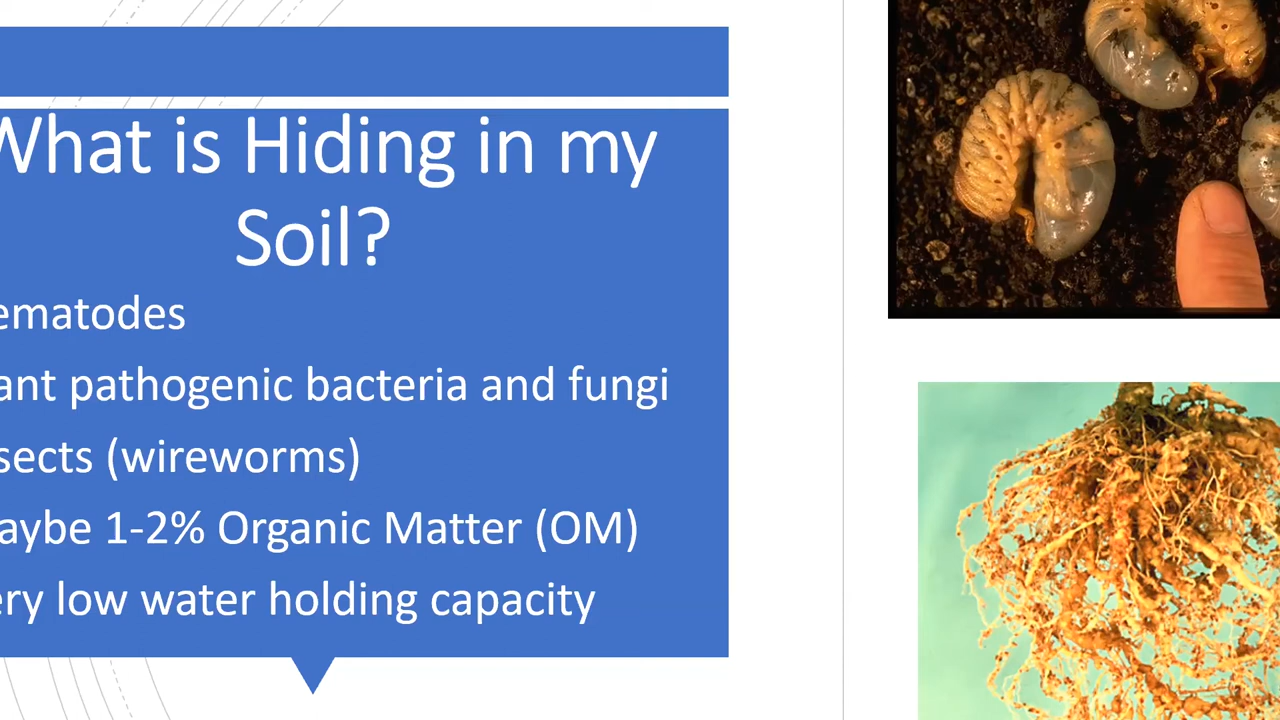 What is Hiding in my
Soil?
ematodes
ant pathogenic bacteria and fungi
sects (wireworms)
aybe 1-2% Organic Matter (OM)
ery low water holding capacity